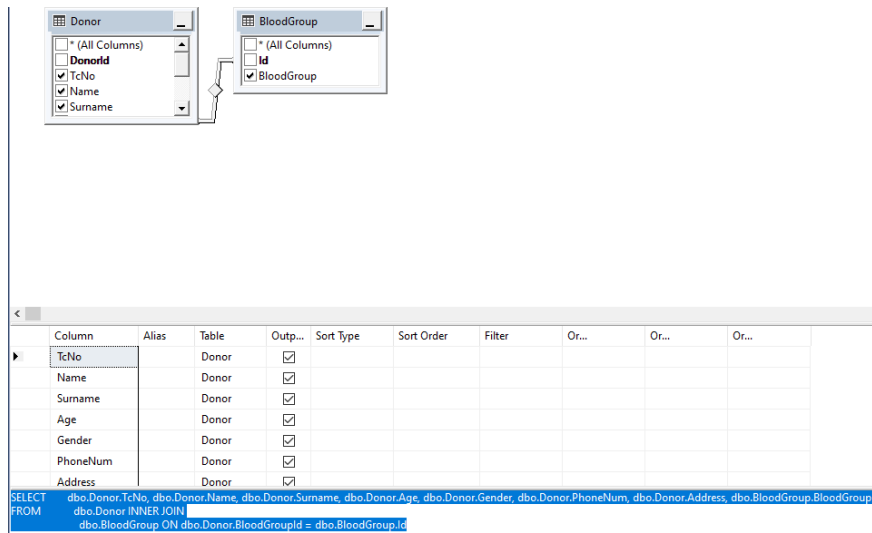 Donor
* (All Columns)
DonorId
TcNo
Name
Surname
BloodGroup
* (All Columns)
Id
BloodGroup
Column Alias Table Outp... Sort Type Sort Order Filter Or... Or... Or...
TcNo Donor
Name Donor
Surname Donor
Age Donor
Gender Donor
PhoneNum Donor
Address Donor
SELECT dbo.Donor.TcNo, dbo.Donor.Name, dbo.Donor.Surname, dbo.Donor.Age, dbo.Donor.Gender, dbo.Donor.PhoneNum, dbo.Donor.Address, dbo.BloodGroup.BloodGroup
FROM dbo.Donor INNER JOIN
dbo.BloodGroup ON dbo.Donor.BloodGroupId = dbo.BloodGroup.Id